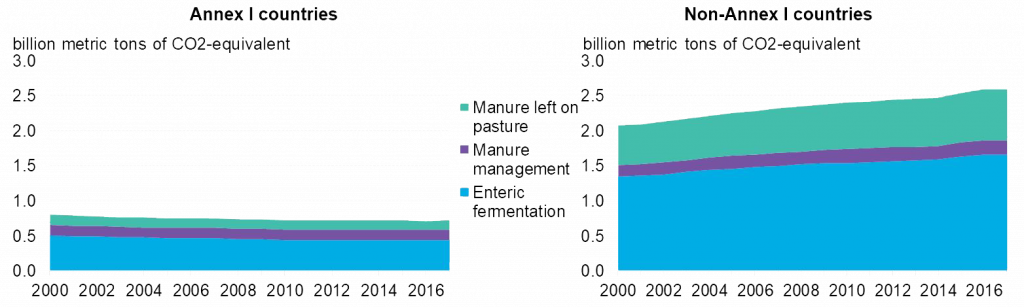 Annex I countries
billion metric tons of CO2-equivalent
3.0
2.5
2.0
1.5
1.0
0.5
0.0
2000 2002 2004 2006 2008 2010 2012 2014 2016
Manure left on
pasture
Manure
management
Enteric
fermentation
Non-Annex I countries
billion metric tons of CO2-equivalent
3.0
2.5
2.0
1.5
1.0
0.5
0.0
2000 2002 2004 2006 2008 2010 2012 2014 2016